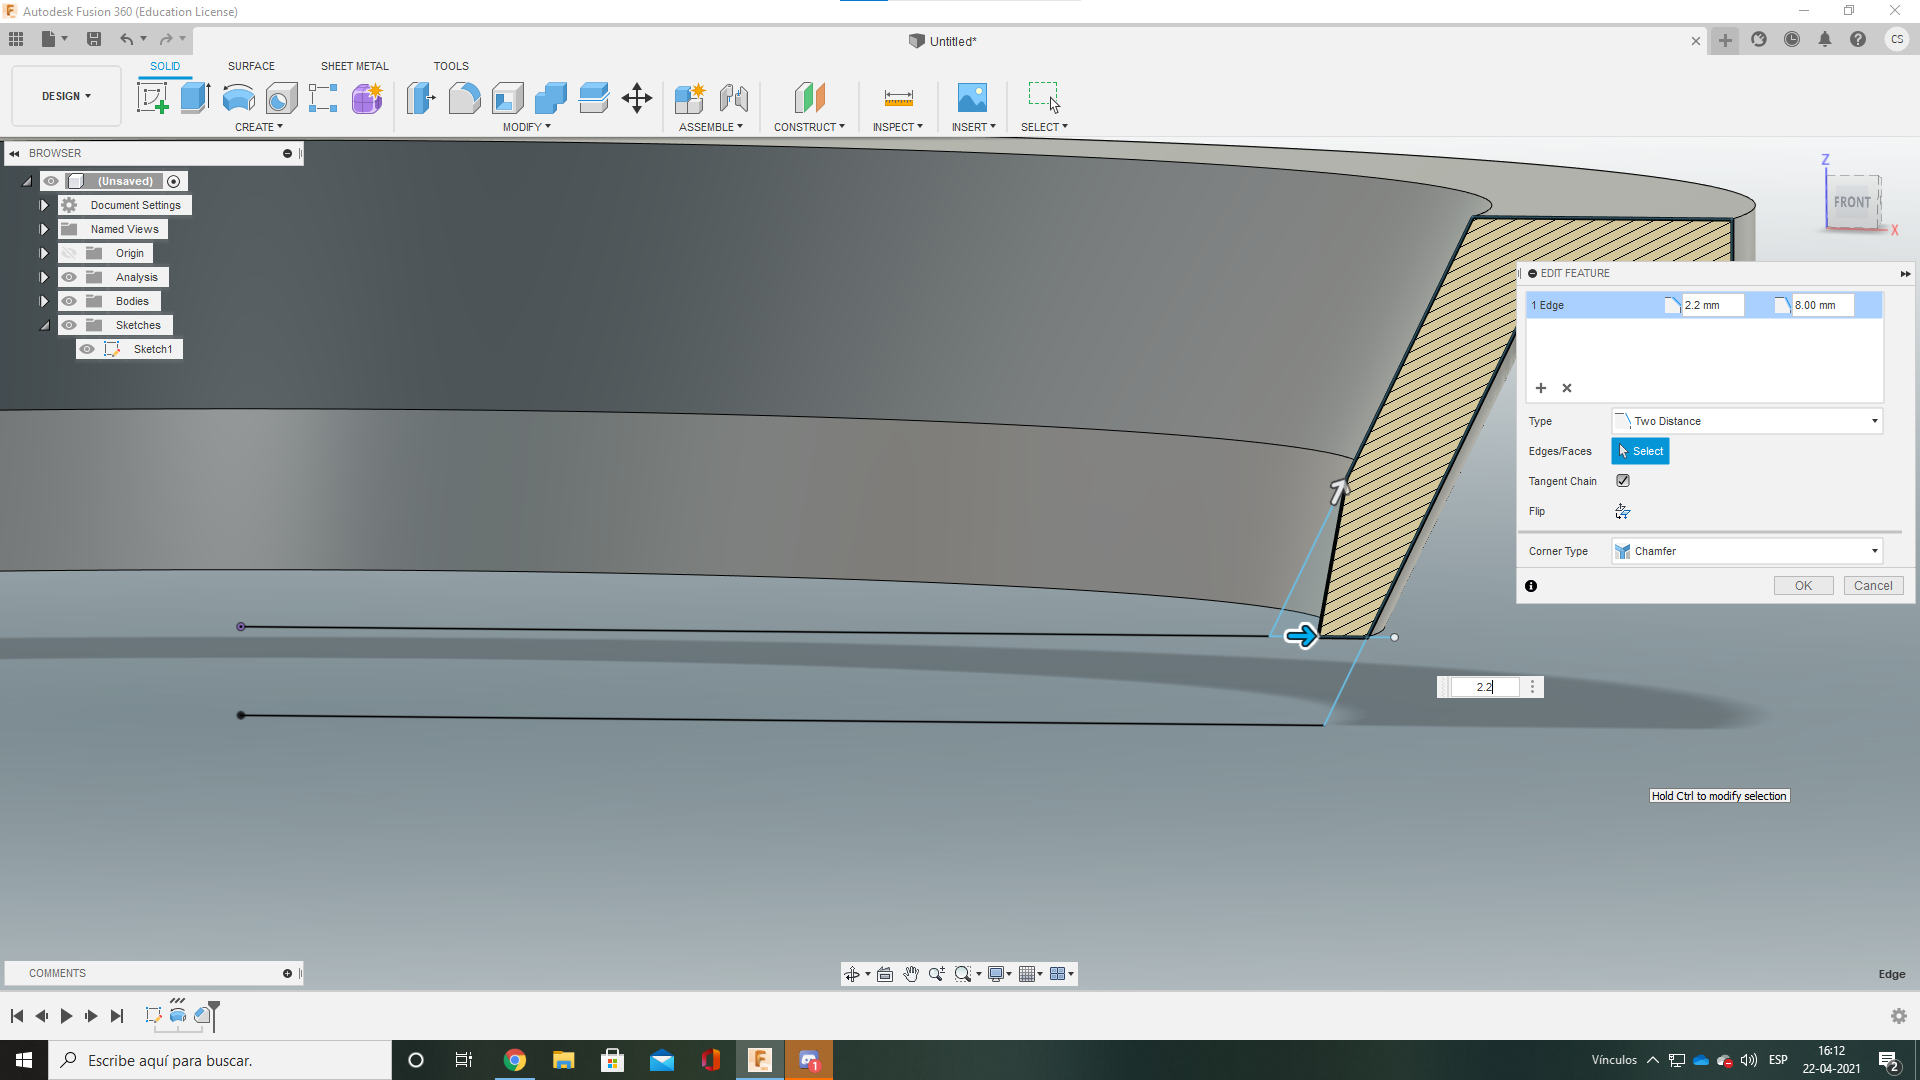 Autodesk Fusion 360 (Education License)
Untitled*
CS
DESIGN
SOLID
SURFACE
SHEET METAL
TOOLS
CREATE
MODIFY
ASSEMBLE
CONSTRUCT
INSPECT
INSERT
SELECT
BROWSER
(Unsaved)
Document Settings
Named Views
Origin
Analysis
Bodies
Sketches
Sketch1
Z
FRONT
X
EDIT FEATURE
1 Edge
2.2 mm
8.00 mm
Type
Two Distance
Edges/Faces
Select
Tangent Chain
Flip
Corner Type
Chamfer
OK
Cancel
2.2
Hold Ctrl to modify selection
COMMENTS
Edge
Escribe aquí para buscar.
F
1
Vínculos
ESP
16:12
22-04-2021
2